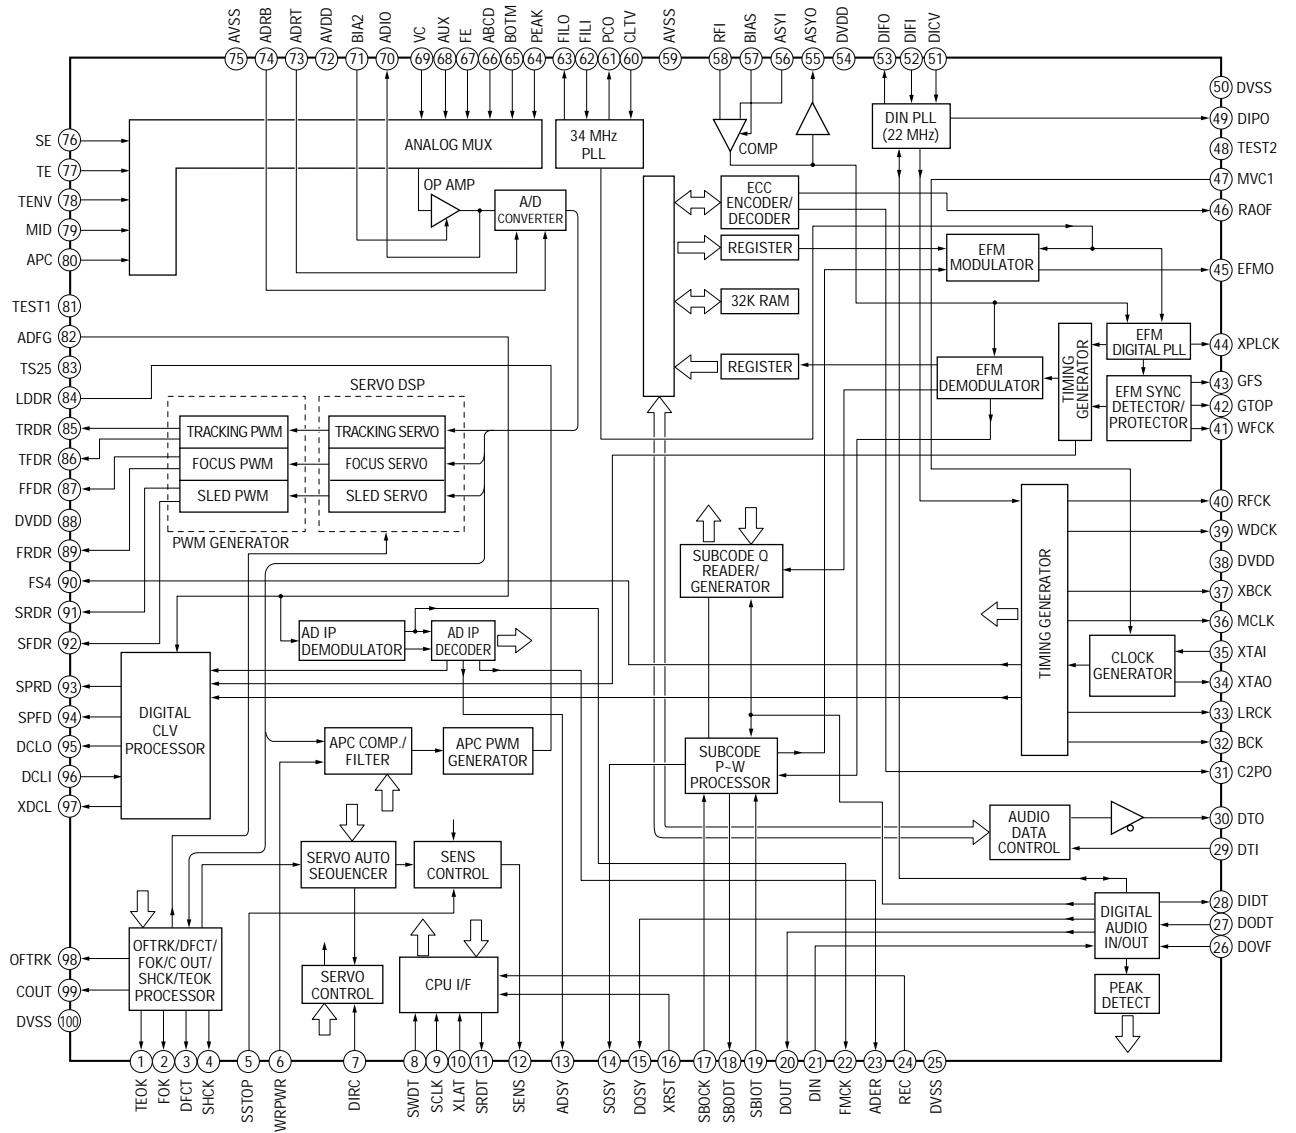 AVSS ADRB ADRT AVDD BIA2 ADIO VC AUX FE ABCD BOTM PEAK FILO FILI PCO CLTV AVSS RFI BIAS ASYI ASYO DVDD DIFO DIFI DICV
75 74 73 72 71 70 69 68 67 66 65 64 63 62 61 60 59 58 57 56 55 54 53 52 51
SE 76
TE 77
TENV 78
MID 79
APC 80
TEST1 81
ADFG 82
TS25 83
LDDR 84
TRDR 85
TFDR 86
FFDR 87
DVDD 88
FRDR 89
FS4 90
SRDR 91
SFDR 92
SPRD 93
SPFD 94
DCLO 95
DCLI 96
XDCL 97
OFTRK 98
COUT 99
DVSS 100
50 DVSS
49 DIPO
48 TEST2
47 MVC1
46 RAOF
45 EFMO
44 XPLCK
43 GFS
42 GTOP
41 WFCK
40 RFCK
39 WDCK
38 DVDD
37 XBCK
36 MCLK
35 XTAI
34 XTAO
33 LRCK
32 BCK
31 C2PO
30 DTO
29 DTI
28 DIDT
27 DODT
26 DOVF
ANALOG MUX
34 MHz
PLL
COMP
DIN PLL
(22 MHz)
OP AMP
A/D
CONVERTER
ECC
ENCODER/
DECODER
REGISTER
32K RAM
REGISTER
EFM
MODULATOR
EFM
DEMODULATOR
TIMING
GENERATOR
EFM
DIGITAL PLL
EFM SYNC
DETECTOR/
PROTECTOR
SERVO DSP
TRACKING PWM
FOCUS PWM
SLED PWM
TRACKING SERVO
FOCUS SERVO
SLED SERVO
PWM GENERATOR
SUBCODE Q
READER/
GENERATOR
TIMING GENERATOR
CLOCK
GENERATOR
AD IP
DEMODULATOR
AD IP
DECODER
DIGITAL
CLV
PROCESSOR
APC COMP./
FILTER
APC PWM
GENERATOR
SUBCODE
P~W
PROCESSOR
AUDIO
DATA
CONTROL
SERVO AUTO
SEQUENCER
SENS
CONTROL
DIGITAL
AUDIO
IN/OUT
PEAK
DETECT
OFTRK/DFCT/
FOK/C OUT/
SHCK/TEOK
PROCESSOR
SERVO
CONTROL
CPU I/F
1 2 3 4 5 6 7 8 9 10 11 12 13 14 15 16 17 18 19 20 21 22 23 24 25
TEOK FOK DFCT SHCK SSTOP WRPWR DIRC SWDT SCLK XLAT SRDT SENS ADSY SQSY DQSY XRST SBOCK SBODT SBIOT DOUT DIN FMCK ADER REC DVSS